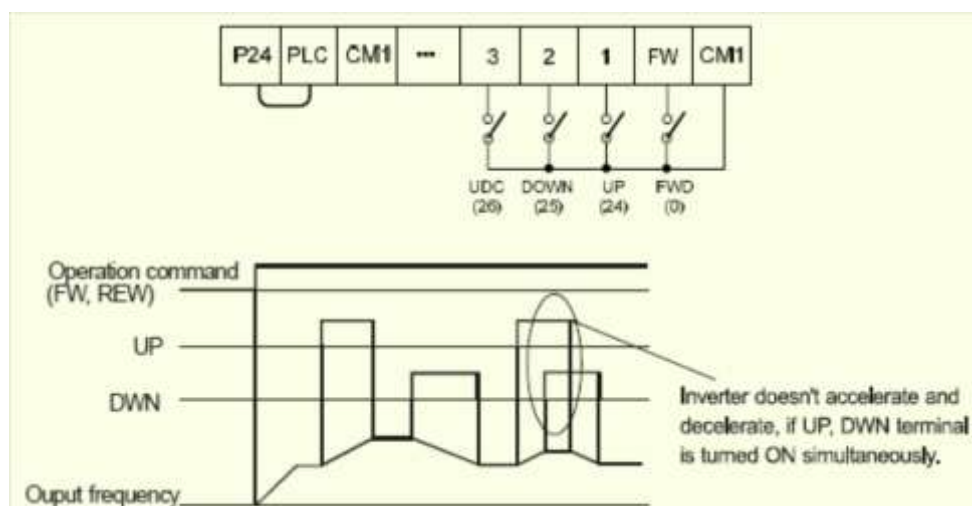 P24 PLC CM1 ... 3 2 1 FW CM1
UDC DOWN UP FWD
(26) (25) (24) (0)
Operation command
(FW, REW)
UP
DWN
Ouput frequency
Inverter doesn't accelerate and
decelerate, if UP, DWN terminal
is turned ON simultaneously.